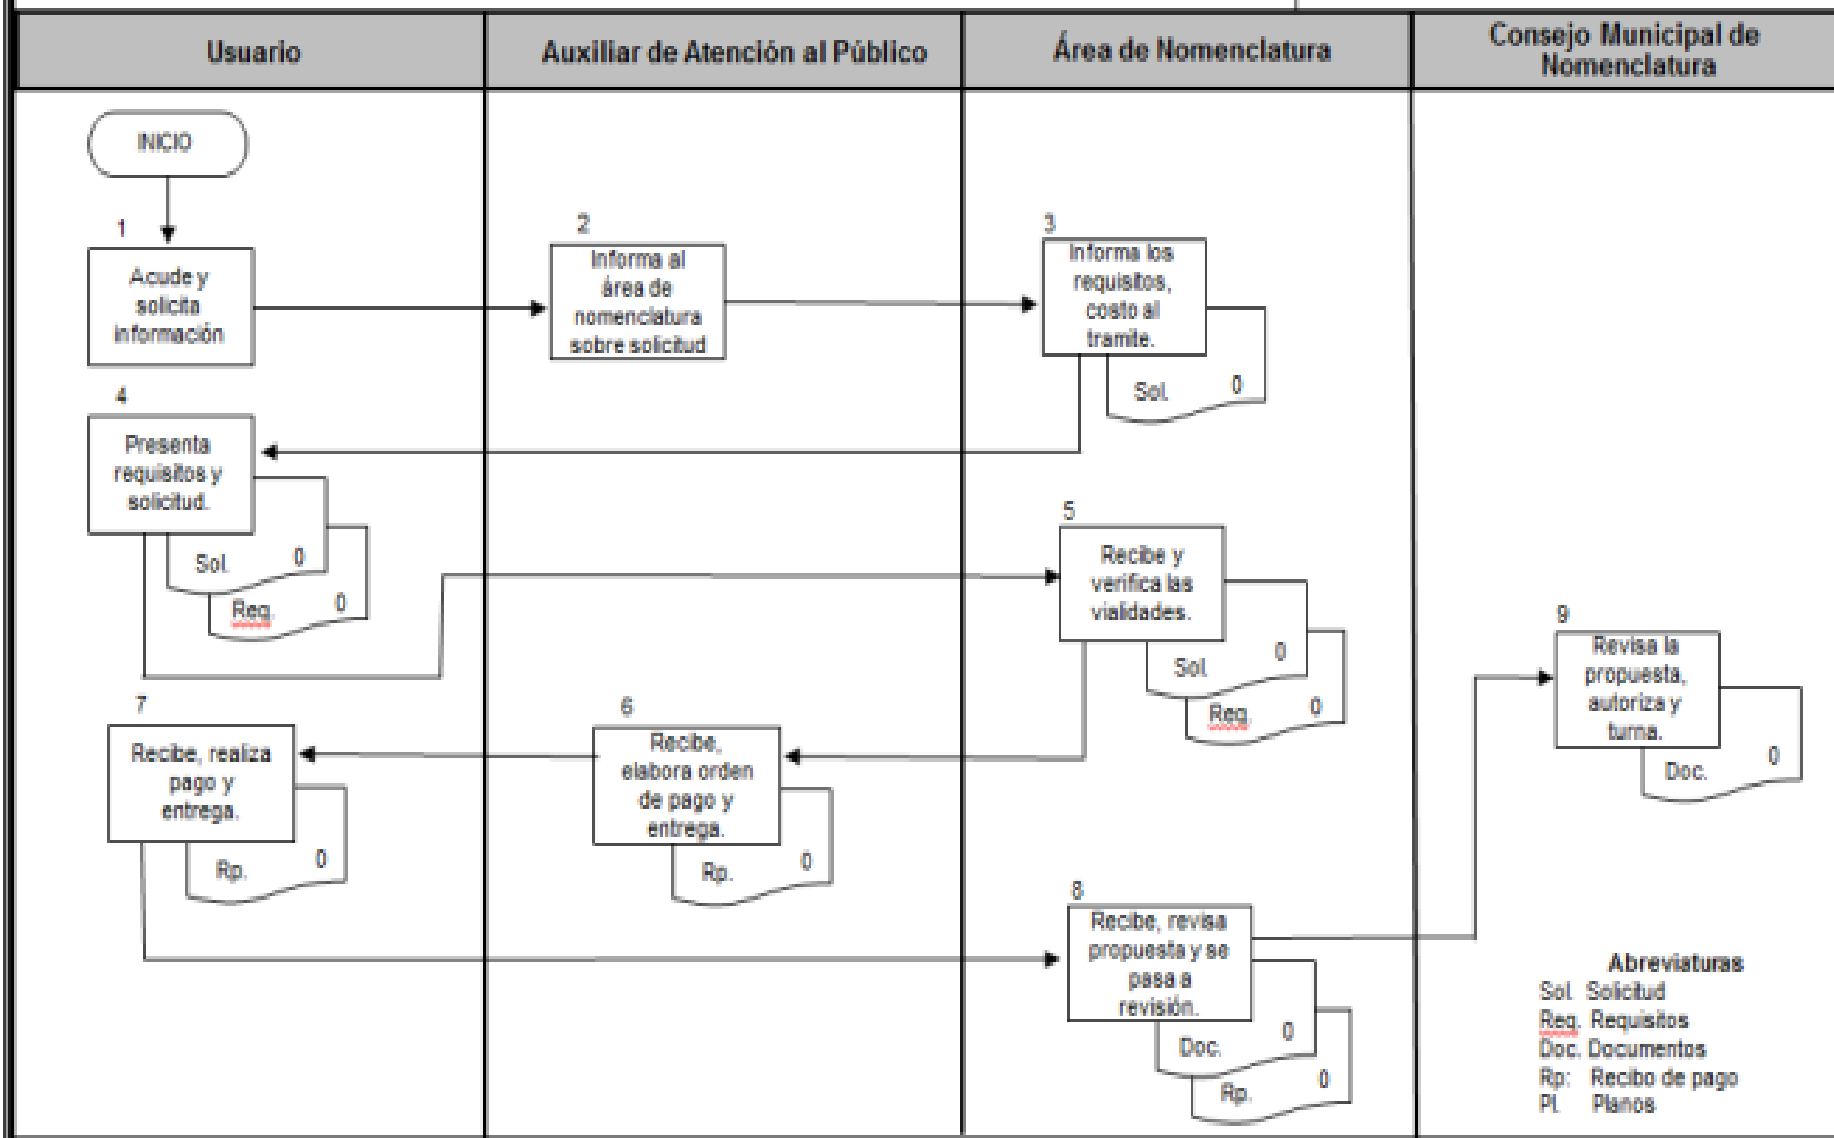 Usuario
Auxiliar de Atención al Público
Área de Nomenclatura
Consejo Municipal de
Nomenclatura
INICIO
1
Acude y
solicita
información
2
Informa al
área de
nomenclatura
sobre solicitud
3
Informa los
requisitos,
costo al
tramite.
Sol. 0
4
Presenta
requisitos y
solicitud.
Sol. 0
Req. 0
5
Recibe y
verifica las
vialidades.
Sol. 0
Req. 0
6
Recibe,
elabora orden
de pago y
entrega.
Rp. 0
7
Recibe, realiza
pago y
entrega.
Rp. 0
8
Recibe, revisa
propuesta y se
pasa a
revisión.
Doc. 0
Rp. 0
9
Revisa la
propuesta,
autoriza y
turna.
Doc. 0
Abreviaturas
Sol. Solicitud
Req. Requisitos
Doc. Documentos
Rp: Recibo de pago
Pl. Planos